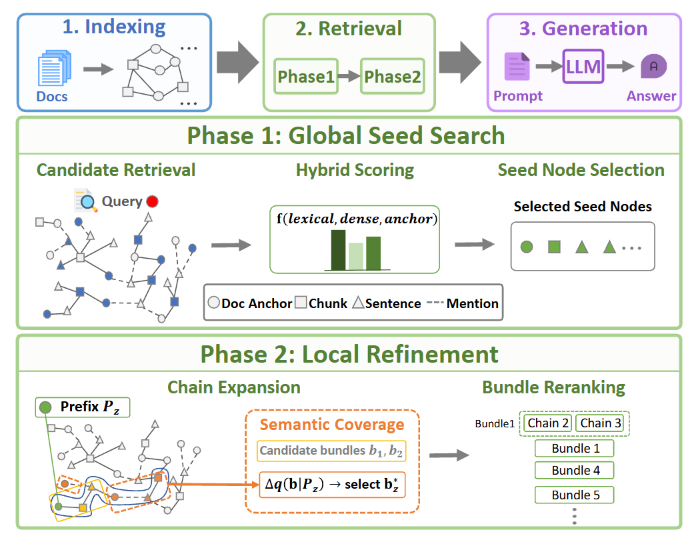 1. Indexing
Docs
...
...
2. Retrieval
Phase1
Phase2
3. Generation
Prompt
LLM
A
Answer
Phase 1: Global Seed Search
Candidate Retrieval
Query
Hybrid Scoring
f(lexical, dense, anchor)
Seed Node Selection
Selected Seed Nodes
...
Doc Anchor Chunk Sentence Mention
Phase 2: Local Refinement
Chain Expansion
Prefix P_z
Semantic Coverage
Candidate bundles b₁, b₂
Δq(b|P_z) → select b*_z
Bundle Reranking
Bundle1
Chain 2
Chain 3
Bundle 1
Bundle 4
Bundle 5
⋮